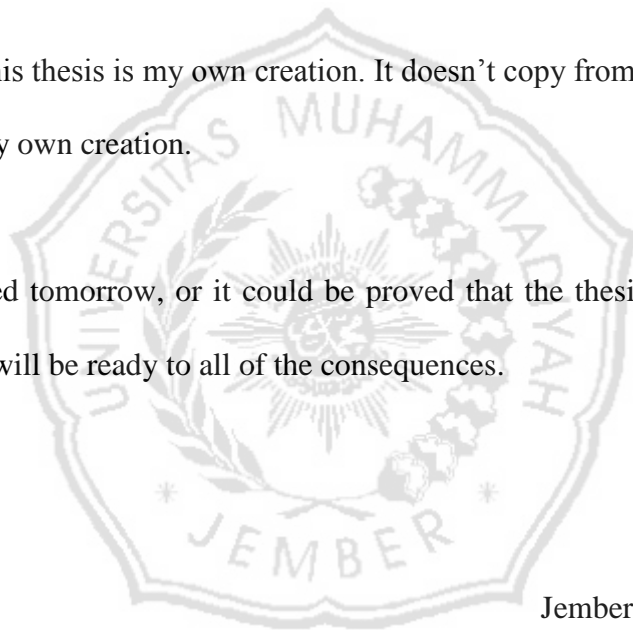 his thesis is my own creation. It doesn’t copy from
y own creation.
ed tomorrow, or it could be proved that the thesi
will be ready to all of the consequences.
Jember
UNIVERSITAS MUHAMMADIYAH
JEMBER